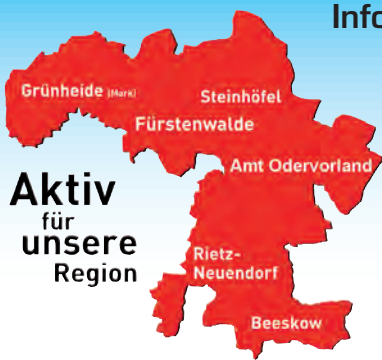 Info
Grünheide (Mark)
Steinhöfel
Fürstenwalde
Amt Odervorland
Aktiv
für
unsere
Region
Rietz-
Neuendorf
Beeskow